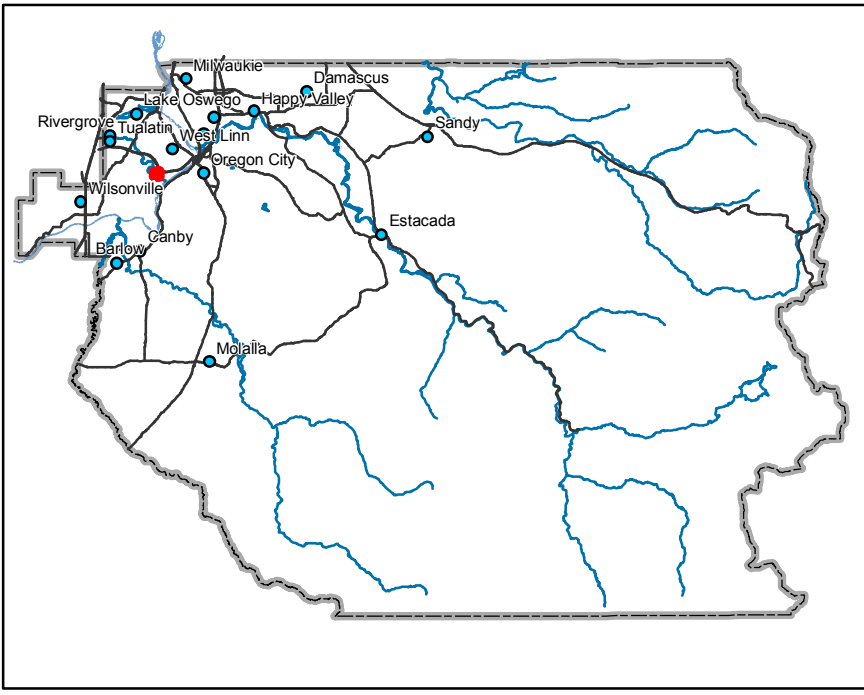 Milwaukie
Damascus
Lake Oswego
Happy Valley
Rivergrove
Tualatin
West Linn
Sandy
Oregon City
Wilsonville
Estacada
Canby
Barlow
Molalla